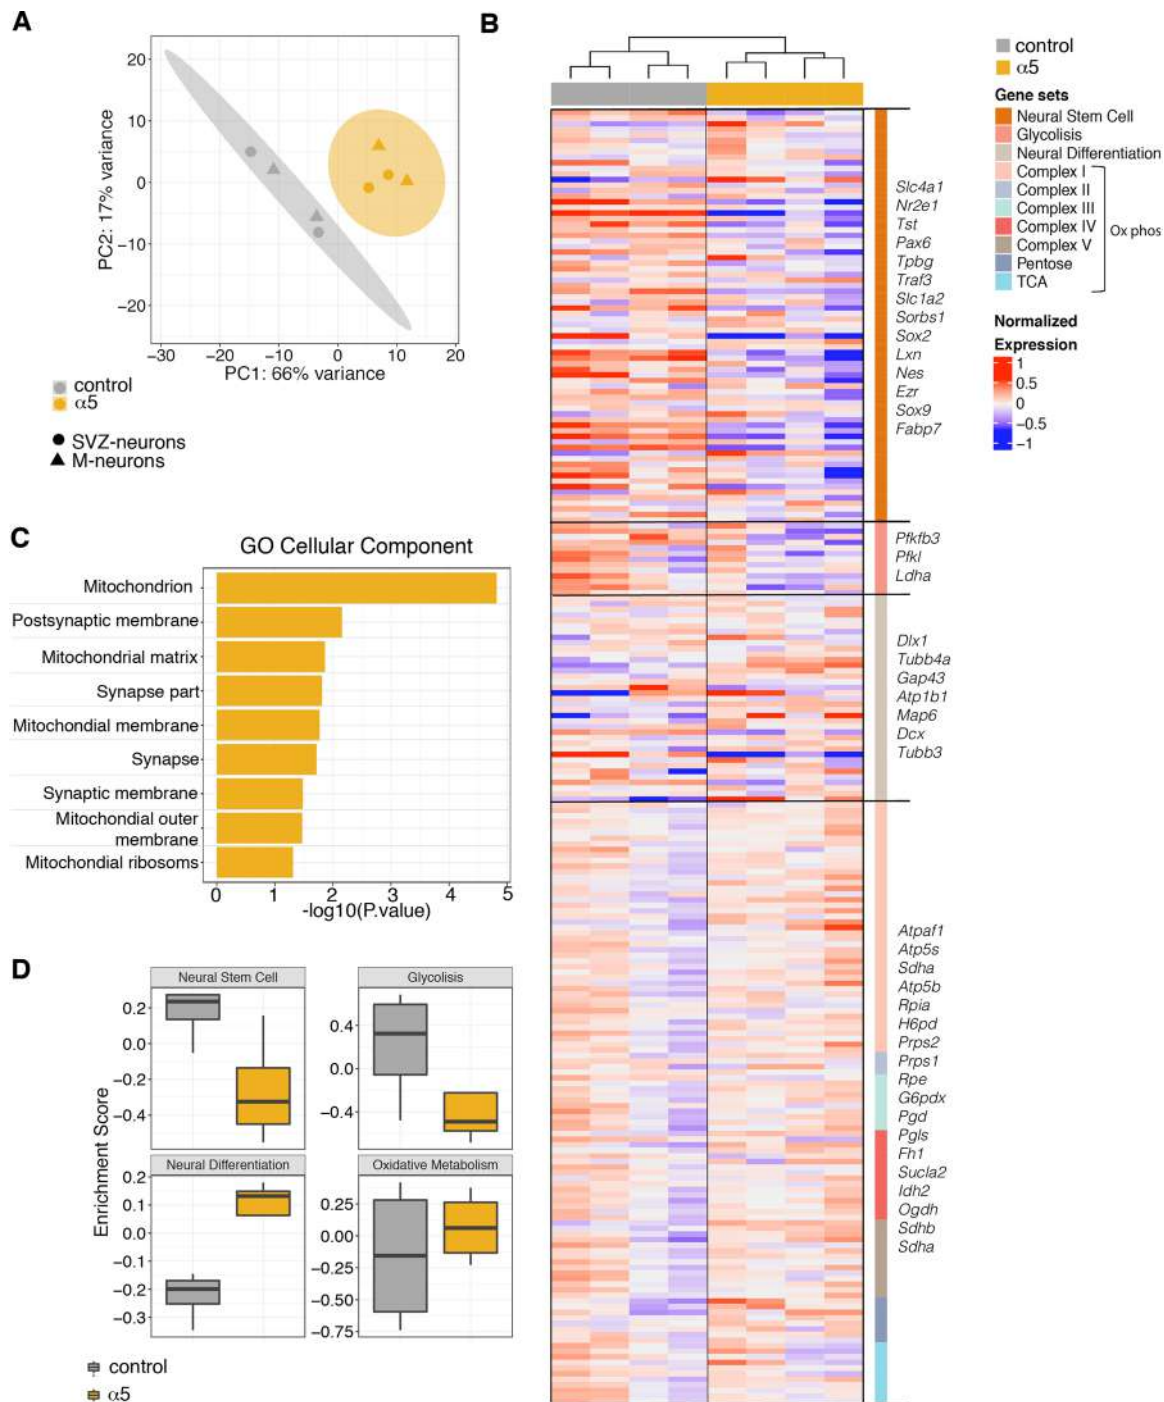 A
20
10
0
−10
−20
PC2: 17% variance
−30
−20
−10
0
10
20
PC1: 66% variance
control
α5
SVZ-neurons
M-neurons
B
Slc4a1
Nr2e1
Tst
Pax6
Tpbg
Traf3
Slc1a2
Sorbs1
Sox2
Lxn
Nes
Ezr
Sox9
Fabp7
Pfkfb3
Pfkl
Ldha
Dlx1
Tubb4a
Gap43
Atp1b1
Map6
Dcx
Tubb3
Atpaf1
Atp5s
Sdha
Atp5b
Rpia
H6pd
Prps2
Prps1
Rpe
G6pdx
Pgd
Pgls
Fh1
Sucla2
Idh2
Ogdh
Sdhb
Sdha
control
α5
Gene sets
Neural Stem Cell
Glycolisis
Neural Differentiation
Complex I
Complex II
Complex III
Complex IV
Complex V
Pentose
TCA
Ox phos
Normalized
Expression
1
0.5
0
−0.5
−1
C
GO Cellular Component
Mitochondrion
Postsynaptic membrane
Mitochdrial matrix
Synapse part
Mitochondial membrane
Synapse
Synaptic membrane
Mitochondial outer
membrane
Mitochondial ribosoms
0
1
2
3
4
5
-log10(P.value)
D
Enrichment Score
Neural Stem Cell
0.2
0.0
−0.2
−0.4
Glycolisis
0.4
0.0
−0.4
Neural Differentiation
0.2
0.1
0.0
−0.1
−0.2
−0.3
Oxidative Metabolism
0.25
0.00
−0.25
−0.50
−0.75
control
α5